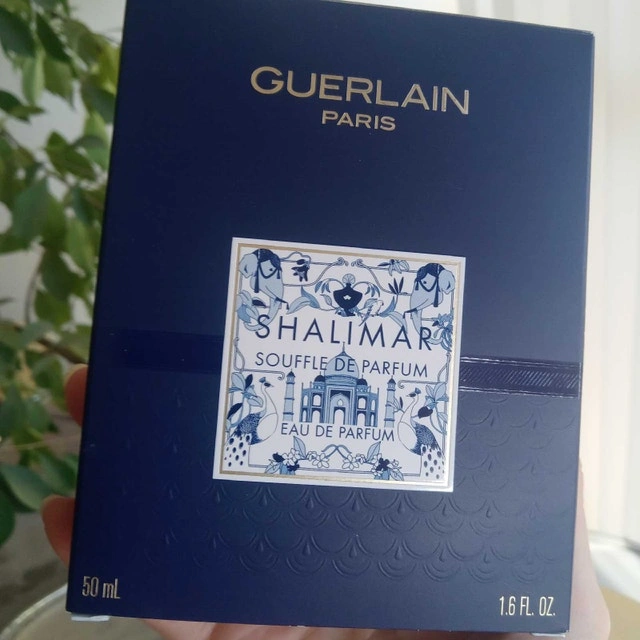 GUERLAIN
PARIS
SHALIMAR
SOUFFLE DE PARFUM
EAU DE PARFUM
50 mL
1.6 FL. OZ.